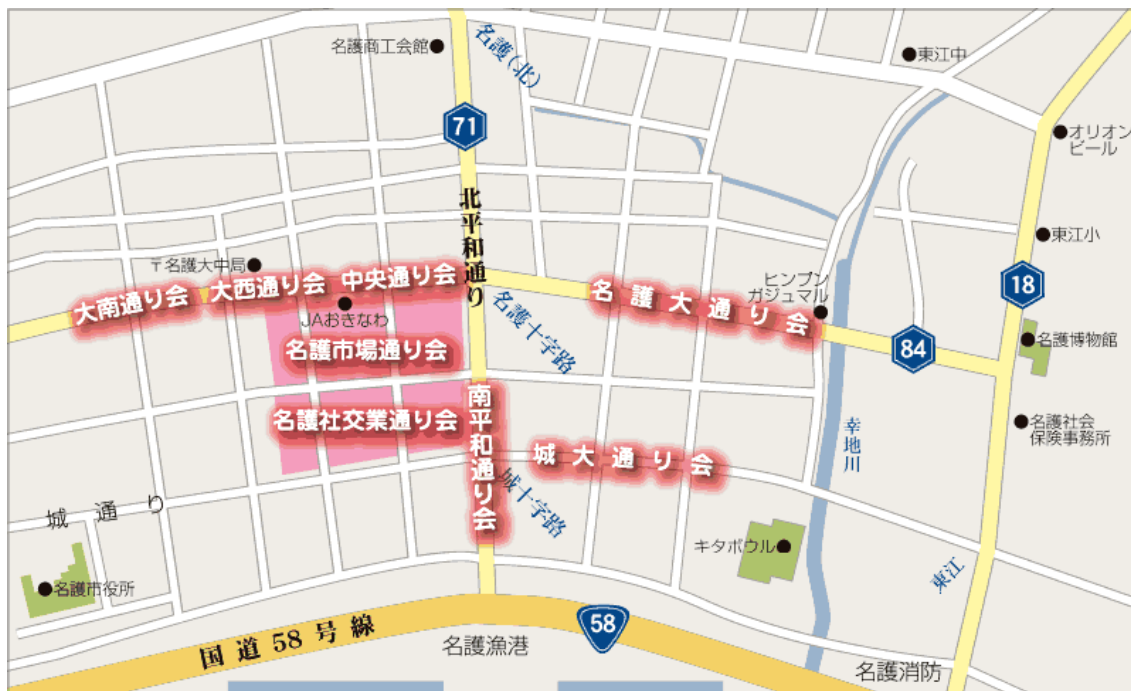 名護商工会館
名護(北)
東江中
71
オリオン
ビール
北平和通り
東江小
〒名護大中局
ヒンプン
ガジュマル
18
大南通り会
大西通り会
中央通り会
名護大通り会
JAおきなわ
名護十字路
84
名護博物館
名護市場通り会
南平和通り会
名護社交業通り会
幸地川
名護社会
保険事務所
城大通り会
城十字路
城通り
キタボウル
東江
名護市役所
国道58号線
58
名護漁港
名護消防